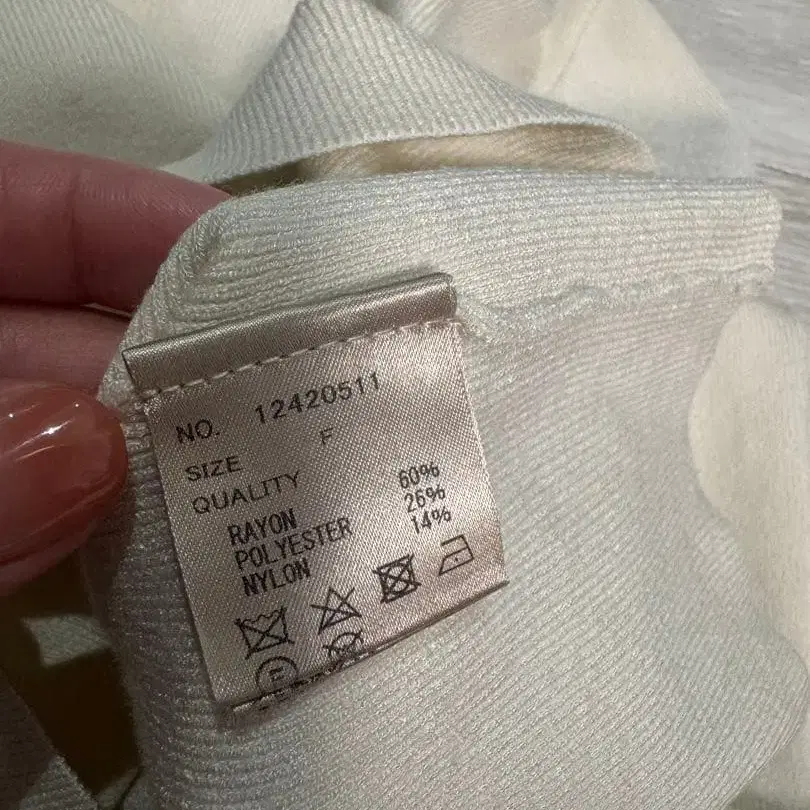 NO. 12420511
SIZE F
QUALITY
RAYON 60%
POLYESTER 26%
NYLON 14%
F